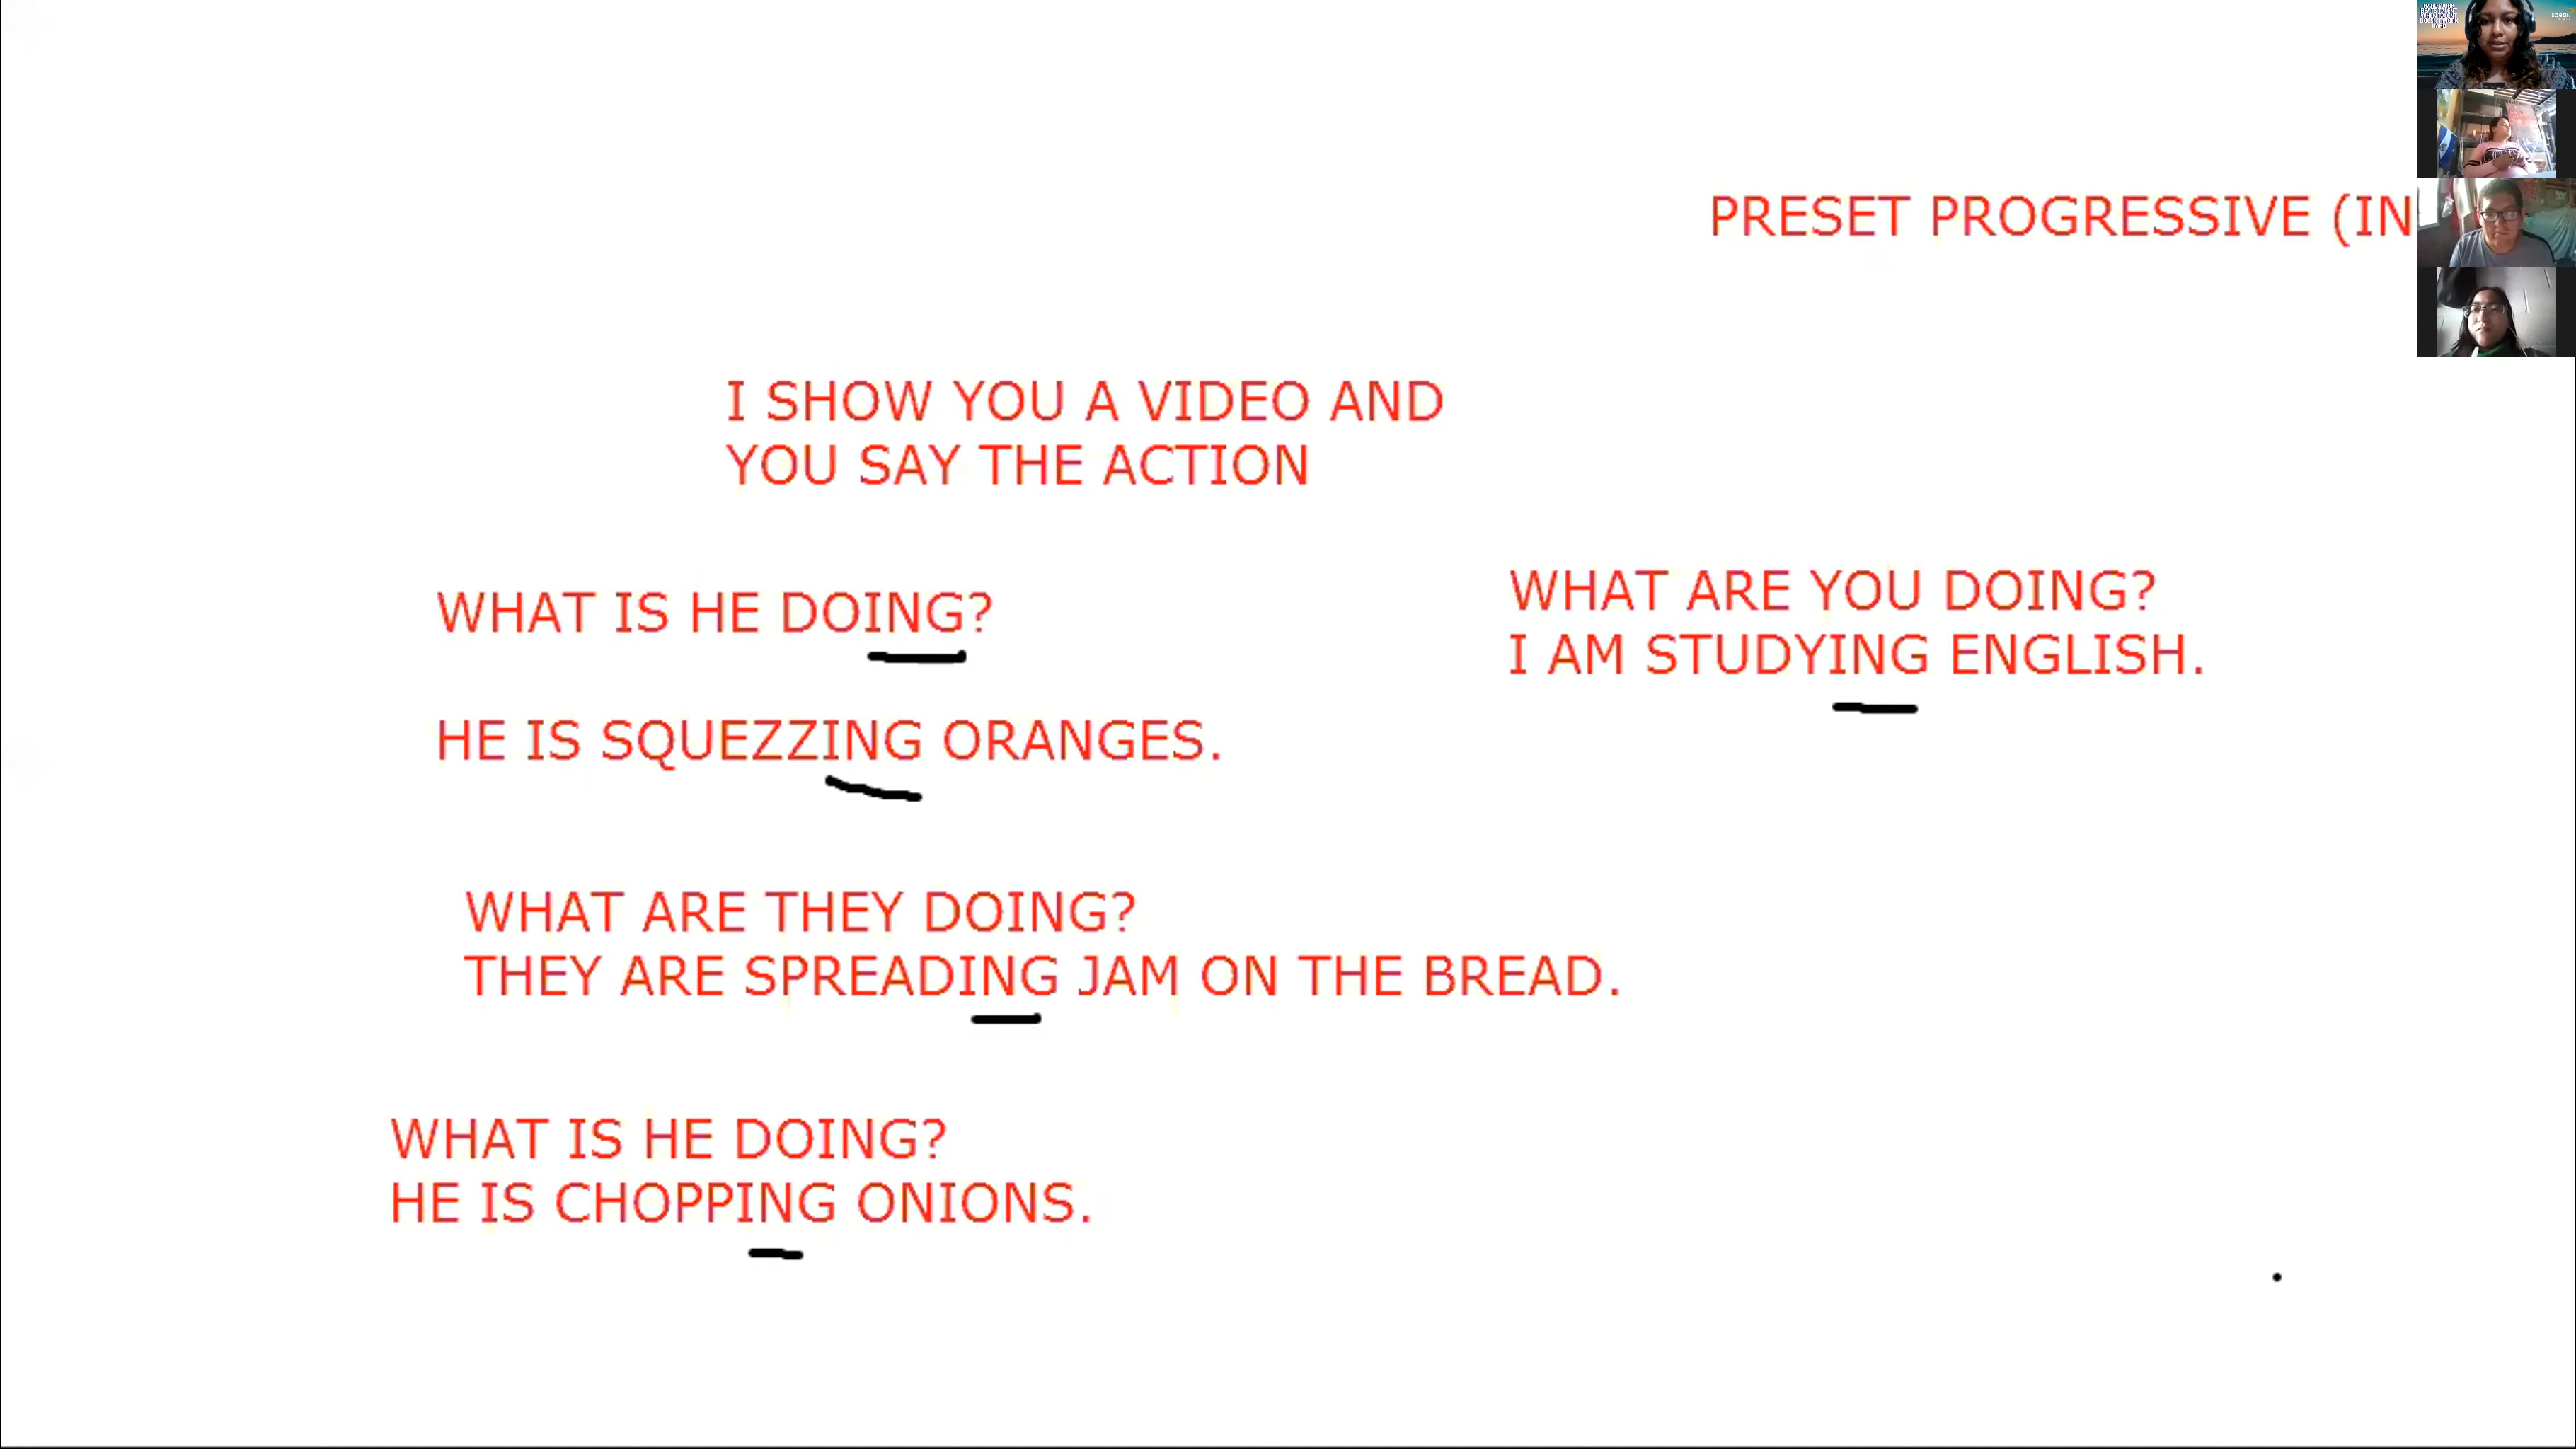 PRESET PROGRESSIVE (IN
I SHOW YOU A VIDEO AND
YOU SAY THE ACTION
WHAT IS HE DOING?
HE IS SQUEZZING ORANGES.
WHAT ARE YOU DOING?
I AM STUDYING ENGLISH.
WHAT ARE THEY DOING?
THEY ARE SPREADING JAM ON THE BREAD.
WHAT IS HE DOING?
HE IS CHOPPING ONIONS.